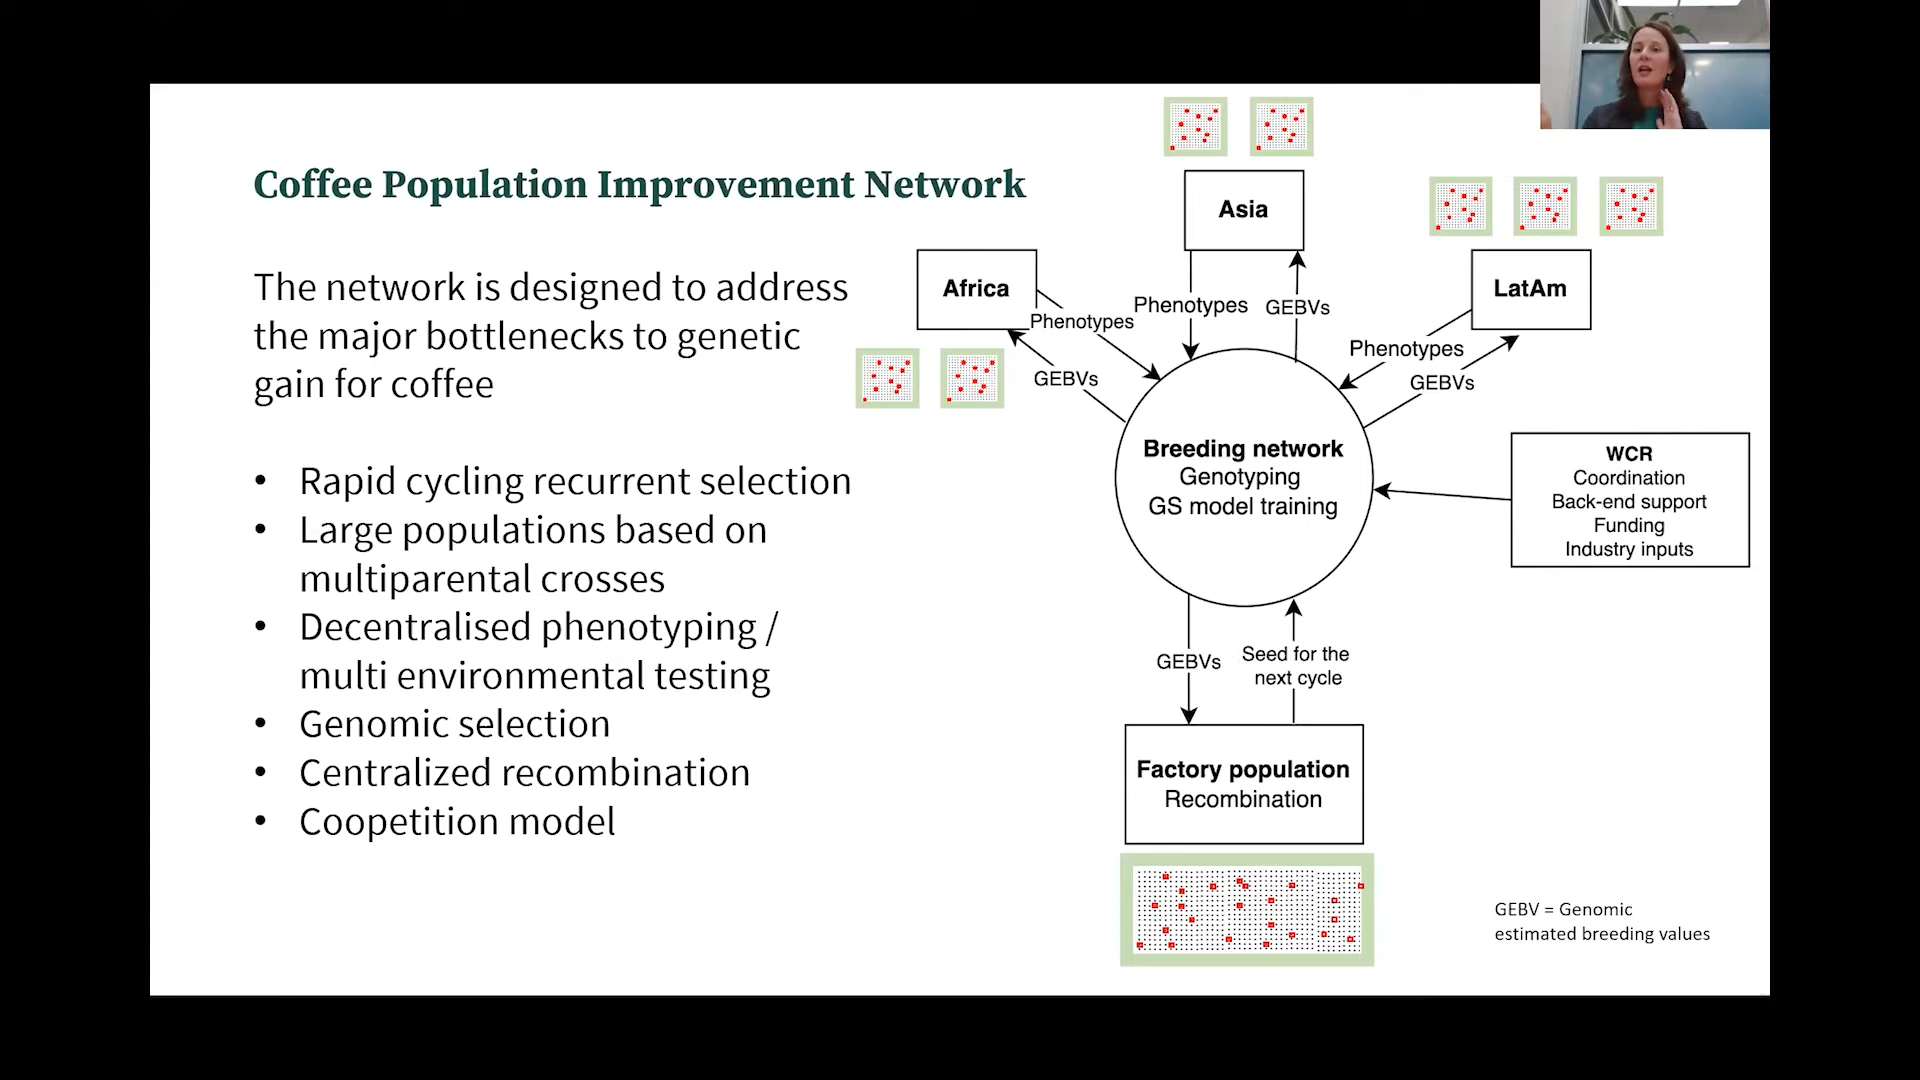 Coffee Population Improvement Network
The network is designed to address
the major bottlenecks to genetic
gain for coffee
• Rapid cycling recurrent selection
• Large populations based on
multiparental crosses
• Decentralised phenotyping /
multi environmental testing
• Genomic selection
• Centralized recombination
• Coopetition model
Asia
Africa
LatAm
Phenotypes
GEBVs
Phenotypes
GEBVs
Phenotypes
GEBVs
Breeding network
Genotyping
GS model training
WCR
Coordination
Back-end support
Funding
Industry inputs
GEBVs
Seed for the
next cycle
Factory population
Recombination
GEBV = Genomic
estimated breeding values